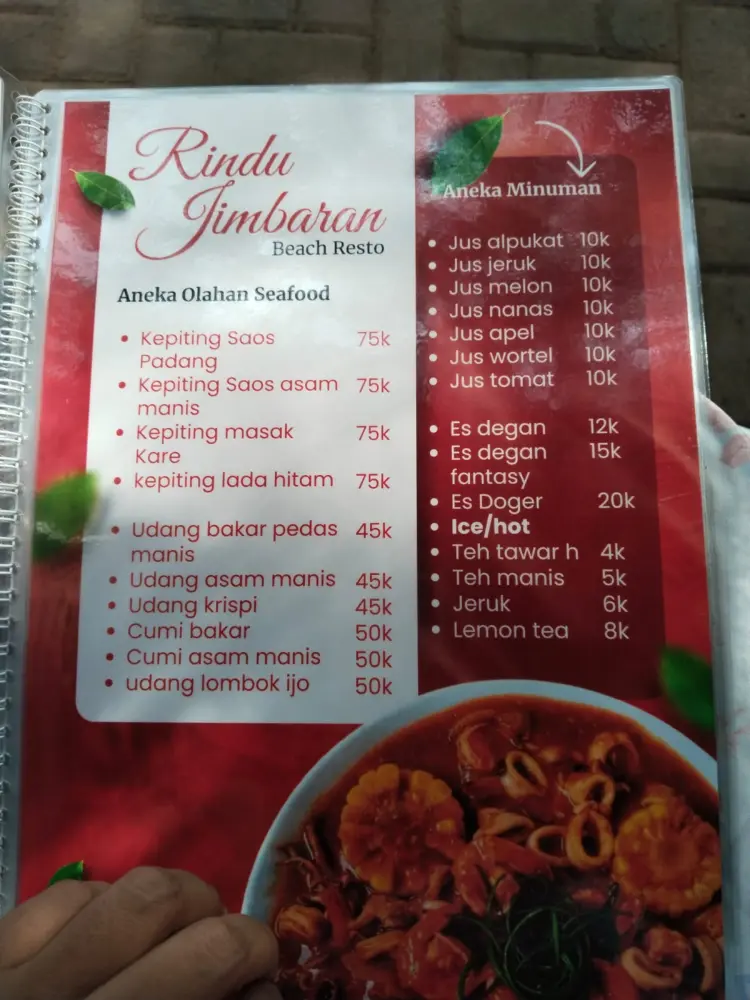 Rindu
Jimbaran
Beach Resto
Aneka Olahan Seafood
• Kepiting Saos 75k
Padang
• Kepiting Saos asam 75k
manis
• Kepiting masak 75k
Kare
• kepiting lada hitam 75k
• Udang bakar pedas 45k
manis
• Udang asam manis 45k
• Udang krispi 45k
• Cumi bakar 50k
• Cumi asam manis 50k
• udang lombok ijo 50k
Aneka Minuman
• Jus alpukat 10k
• Jus jeruk 10k
• Jus melon 10k
• Jus nanas 10k
• Jus apel 10k
• Jus wortel 10k
• Jus tomat 10k
• Es degan 12k
• Es degan 15k
fantasy
• Es Doger 20k
• Ice/hot
• Teh tawar h 4k
• Teh manis 5k
• Jeruk 6k
• Lemon tea 8k